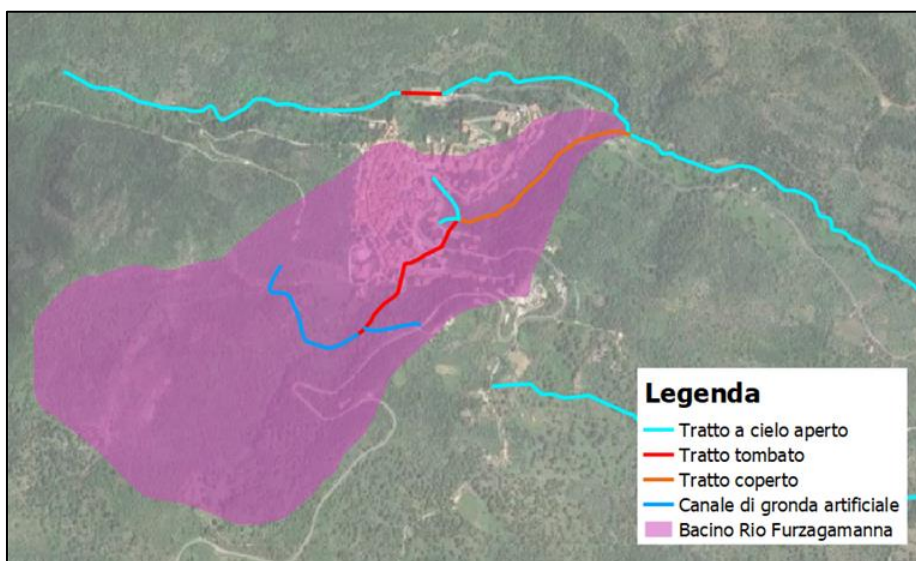 Legenda
Tratto a cielo aperto
Tratto tombato
Tratto coperto
Canale di gronda artificiale
Bacino Rio Furzagamanna